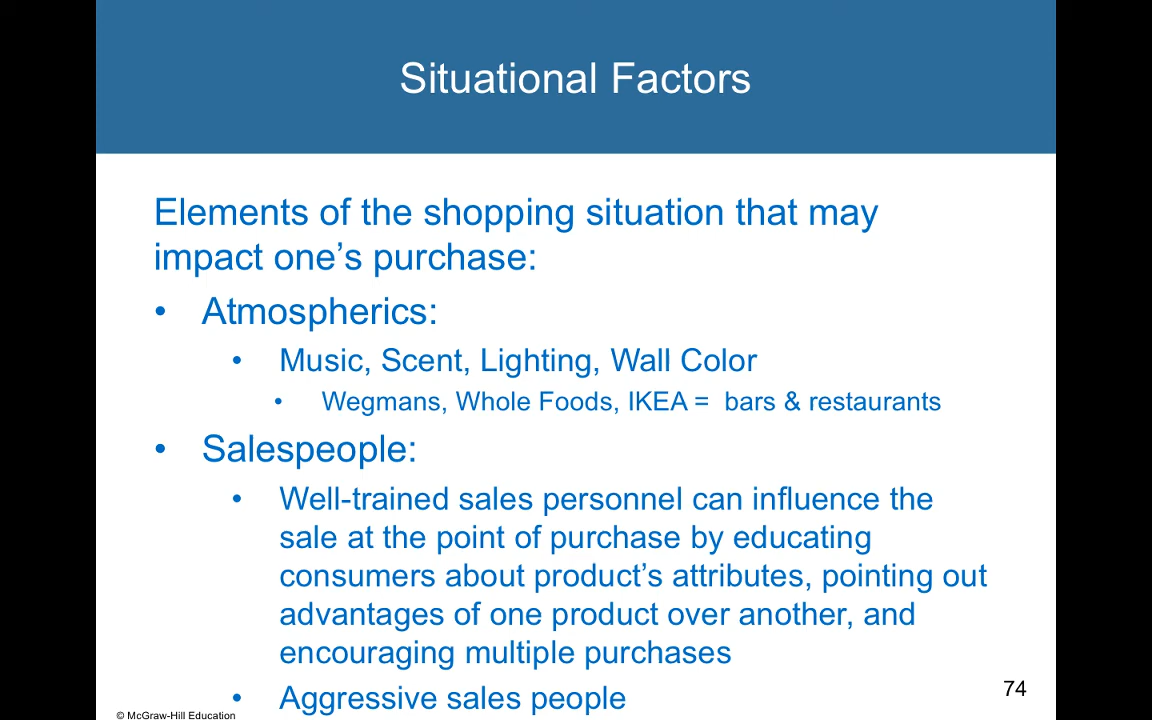 Situational Factors
Elements of the shopping situation that may
impact one’s purchase:
• Atmospherics:
• Music, Scent, Lighting, Wall Color
• Wegmans, Whole Foods, IKEA =  bars & restaurants
• Salespeople:
• Well-trained sales personnel can influence the
sale at the point of purchase by educating
consumers about product’s attributes, pointing out
advantages of one product over another, and
encouraging multiple purchases
• Aggressive sales people
74
© McGraw-Hill Education